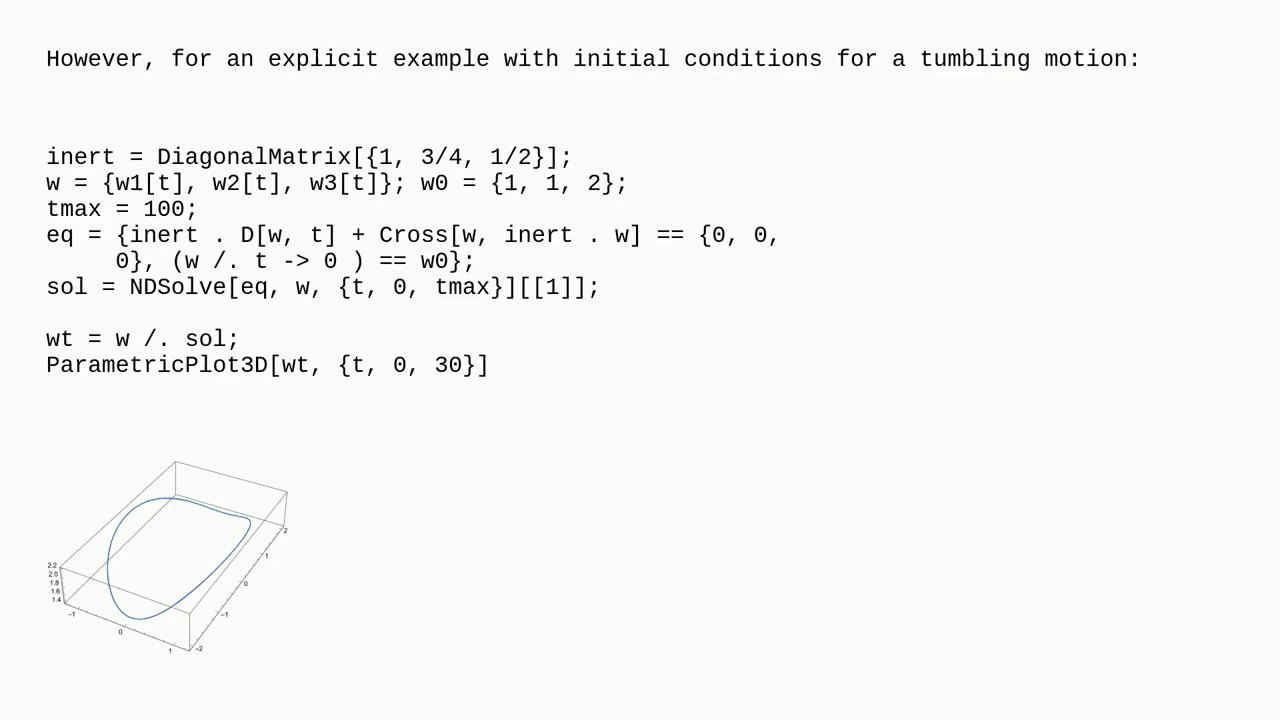 However, for an explicit example with initial conditions for a tumbling motion:
inert = DiagonalMatrix[{1, 3/4, 1/2}];
w = {w1[t], w2[t], w3[t]}; w0 = {1, 1, 2};
tmax = 100;
eq = {inert . D[w, t] + Cross[w, inert . w] == {0, 0,
0}, (w /. t -> 0 ) == w0};
sol = NDSolve[eq, w, {t, 0, tmax}][[1]];
wt = w /. sol;
ParametricPlot3D[wt, {t, 0, 30}]
2.2
2.0
1.8
1.6
1.4
-1
0
1
-2
-1
0
1
2